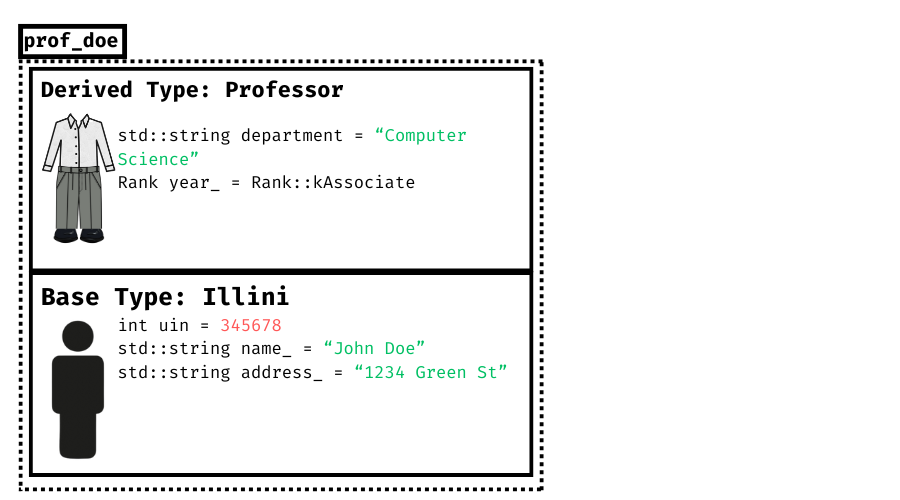 prof_doe
Derived Type: Professor
std::string department = “Computer
Science”
Rank year_ = Rank::kAssociate
Base Type: Illini
int uin = 345678
std::string name_ = “John Doe”
std::string address_ = “1234 Green St”